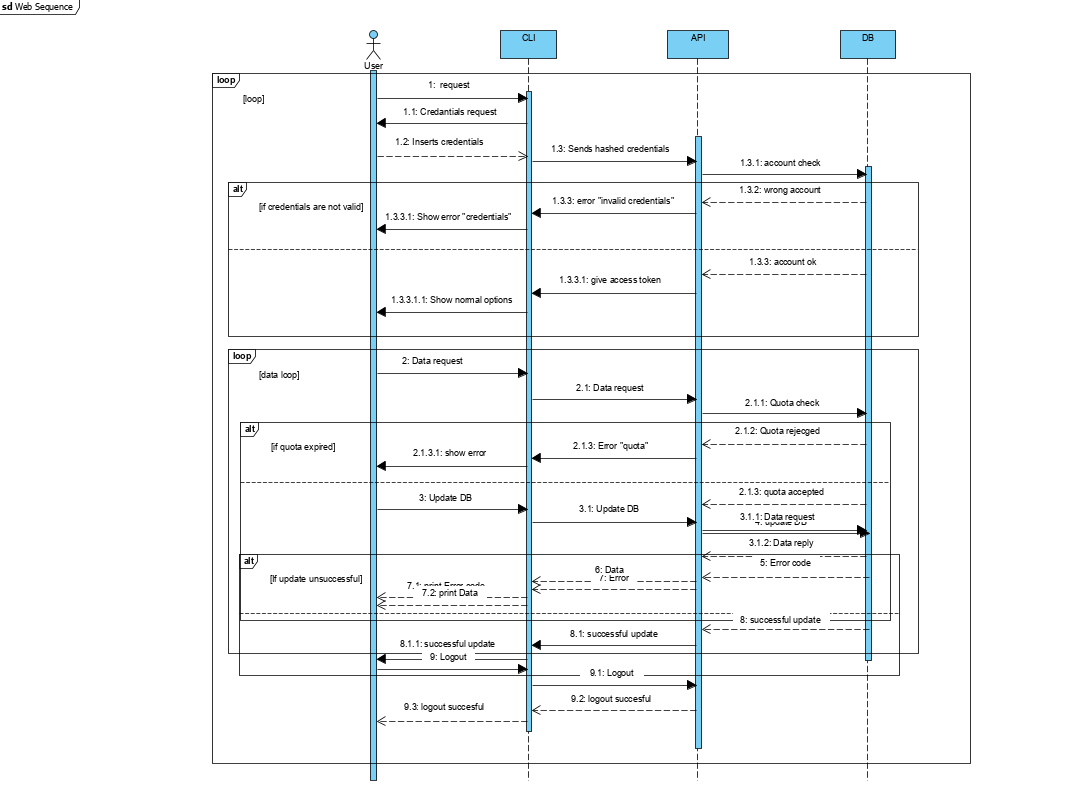 sd Web Sequence
CLI
API
DB
User
loop
[loop]
1: request
1.1: Credantials request
1.2: Inserts credentials
1.3: Sends hashed credentials
1.3.1: account check
alt
1.3.2: wrong account
[if credentials are not valid]
1.3.3: error "invalid credentials"
1.3.3.1: Show error "credentials"
1.3.3: account ok
1.3.3.1: give access token
1.3.3.1.1: Show normal options
loop
2: Data request
[data loop]
2.1: Data request
2.1.1: Quota check
alt
2.1.2: Quota rejecged
[if quota expired]
2.1.3: Error "quota"
2.1.3.1: show error
2.1.3: quota accepted
3: Update DB
3.1: Update DB
3.1.1: Data request
3.1.2: Data reply
alt
5: Error code
6: Data
7: Error
[If update unsuccessful]
7.1: print Error code
7.2: print Data
8: successful update
8.1: successful update
8.1.1: successful update
9: Logout
9.1: Logout
9.2: logout succesful
9.3: logout succesful